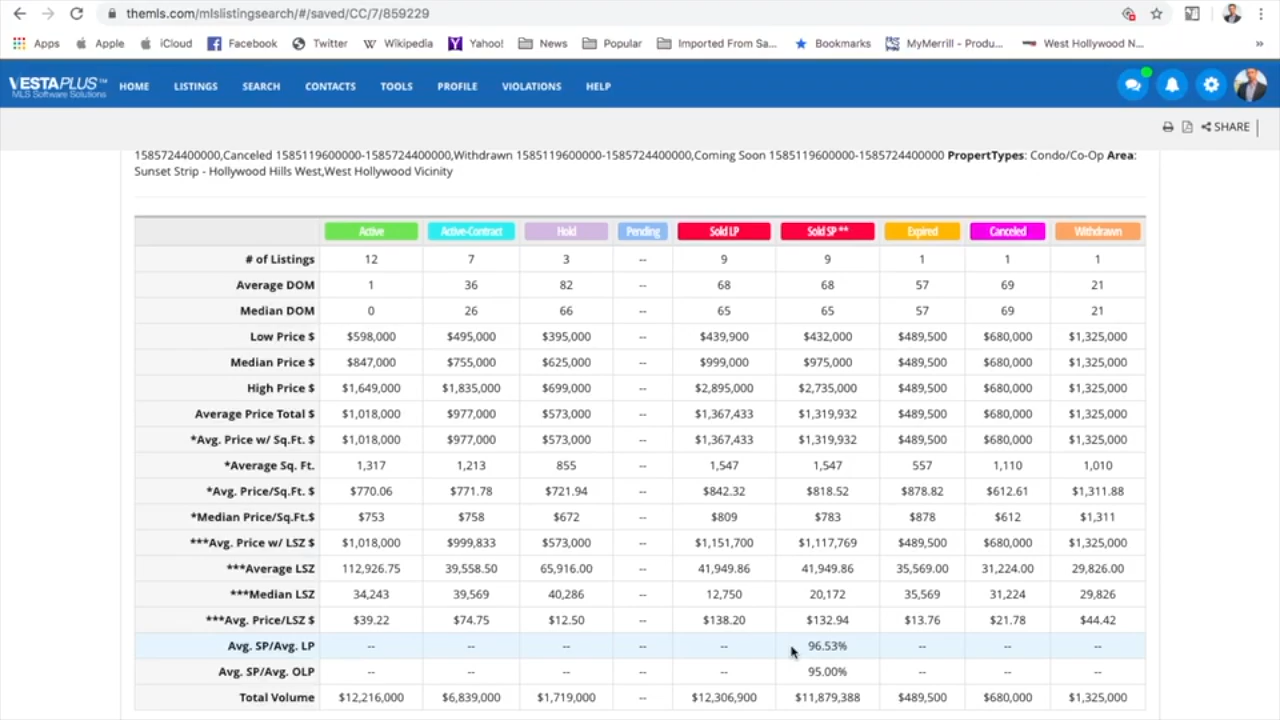 themls.com/mlslistingsearch/#/saved/CC/7/859229
Apps Apple iCloud Facebook Twitter Wikipedia Yahoo! News Popular Imported From Sa... Bookmarks MyMerrill - Produ... West Hollywood N... »
VESTAPLUS™ HOME LISTINGS SEARCH CONTACTS TOOLS PROFILE VIOLATIONS HELP
MLS Software Solutions
SHARE
1585724400000,Canceled 1585119600000-1585724400000,Withdrawn 1585119600000-1585724400000,Coming Soon 1585119600000-1585724400000 PropertyTypes: Condo/Co-Op Area:
Sunset Strip - Hollywood Hills West,West Hollywood Vicinity
Active Active-Contract Hold Pending Sold LP Sold SP ** Expired Canceled Withdrawn
# of Listings 12 7 3 -- 9 9 1 1 1
Average DOM 1 36 82 -- 68 68 57 69 21
Median DOM 0 26 66 -- 65 65 57 69 21
Low Price $ $598,000 $495,000 $395,000 -- $439,900 $432,000 $489,500 $680,000 $1,325,000
Median Price $ $847,000 $755,000 $625,000 -- $999,000 $975,000 $489,500 $680,000 $1,325,000
High Price $ $1,649,000 $1,835,000 $699,000 -- $2,895,000 $2,735,000 $489,500 $680,000 $1,325,000
Average Price Total $ $1,018,000 $977,000 $573,000 -- $1,367,433 $1,319,932 $489,500 $680,000 $1,325,000
*Avg. Price w/ Sq.Ft. $ $1,018,000 $977,000 $573,000 -- $1,367,433 $1,319,932 $489,500 $680,000 $1,325,000
*Average Sq. Ft. 1,317 1,213 855 -- 1,547 1,547 557 1,110 1,010
*Avg. Price/Sq.Ft. $ $770.06 $771.78 $721.94 -- $842.32 $818.52 $878.82 $612.61 $1,311.88
*Median Price/Sq.Ft.$ $753 $758 $672 -- $809 $783 $878 $612 $1,311
***Avg. Price w/ LSZ $ $1,018,000 $999,833 $573,000 -- $1,151,700 $1,117,769 $489,500 $680,000 $1,325,000
***Average LSZ 112,926.75 39,558.50 65,916.00 -- 41,949.86 41,949.86 35,569.00 31,224.00 29,826.00
***Median LSZ 34,243 39,569 40,286 -- 12,750 20,172 35,569 31,224 29,826
***Avg. Price/LSZ $ $39.22 $74.75 $12.50 -- $138.20 $132.94 $13.76 $21.78 $44.42
Avg. SP/Avg. LP -- -- -- -- -- 96.53% -- -- --
Avg. SP/Avg. OLP -- -- -- -- -- 95.00% -- -- --
Total Volume $12,216,000 $6,839,000 $1,719,000 -- $12,306,900 $11,879,388 $489,500 $680,000 $1,325,000